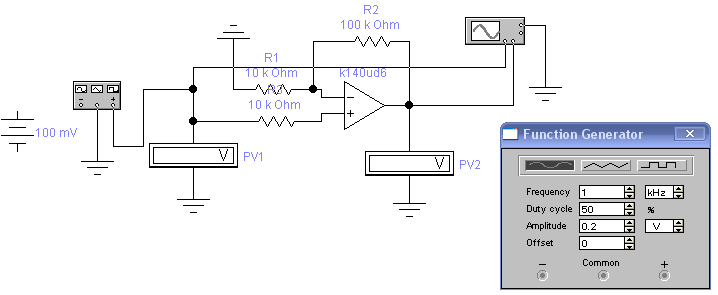 R2
100 k Ohm
R1
10 k Ohm
k140ud6
R3
10 k Ohm
100 mV
V
PV1
V
PV2
Function Generator
Frequency 1 kHz
Duty cycle 50 %
Amplitude 0.2 V
Offset 0
− Common +